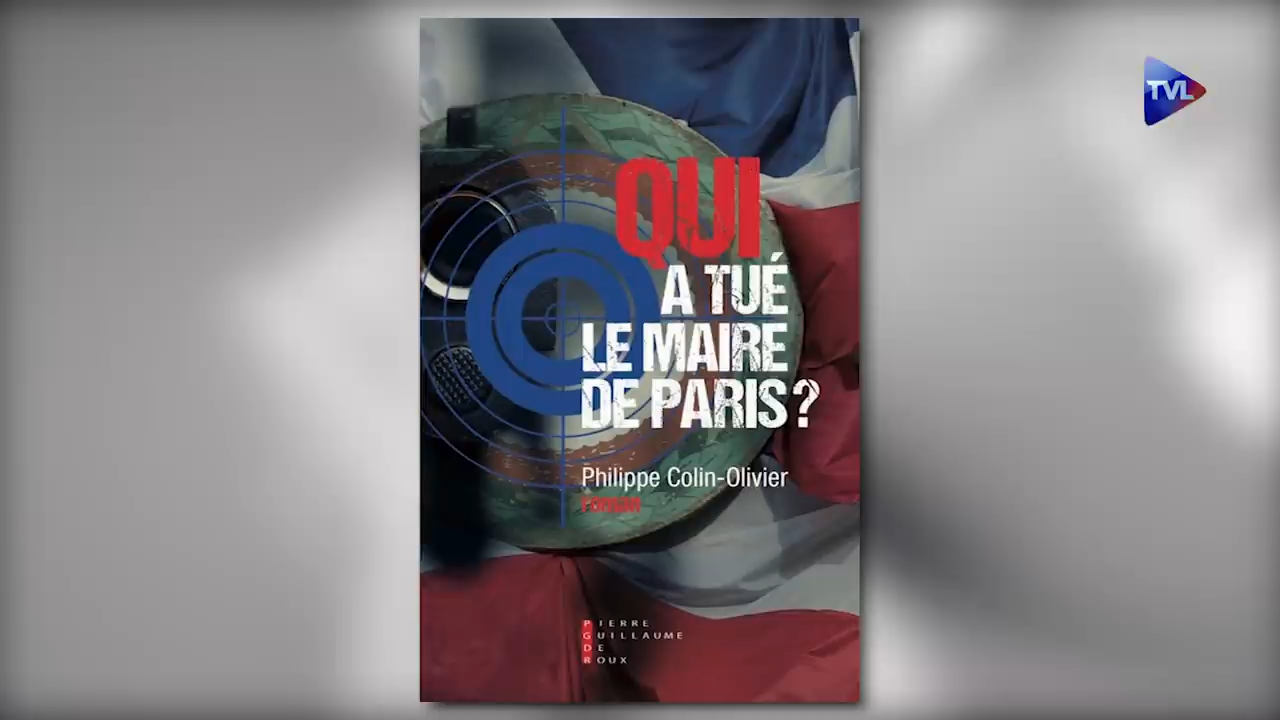 TVL
QUI
A TUÉ
LE MAIRE
DE PARIS?
Philippe Colin-Olivier
roman
PIERRE
GUILLAUME
DE
ROUX